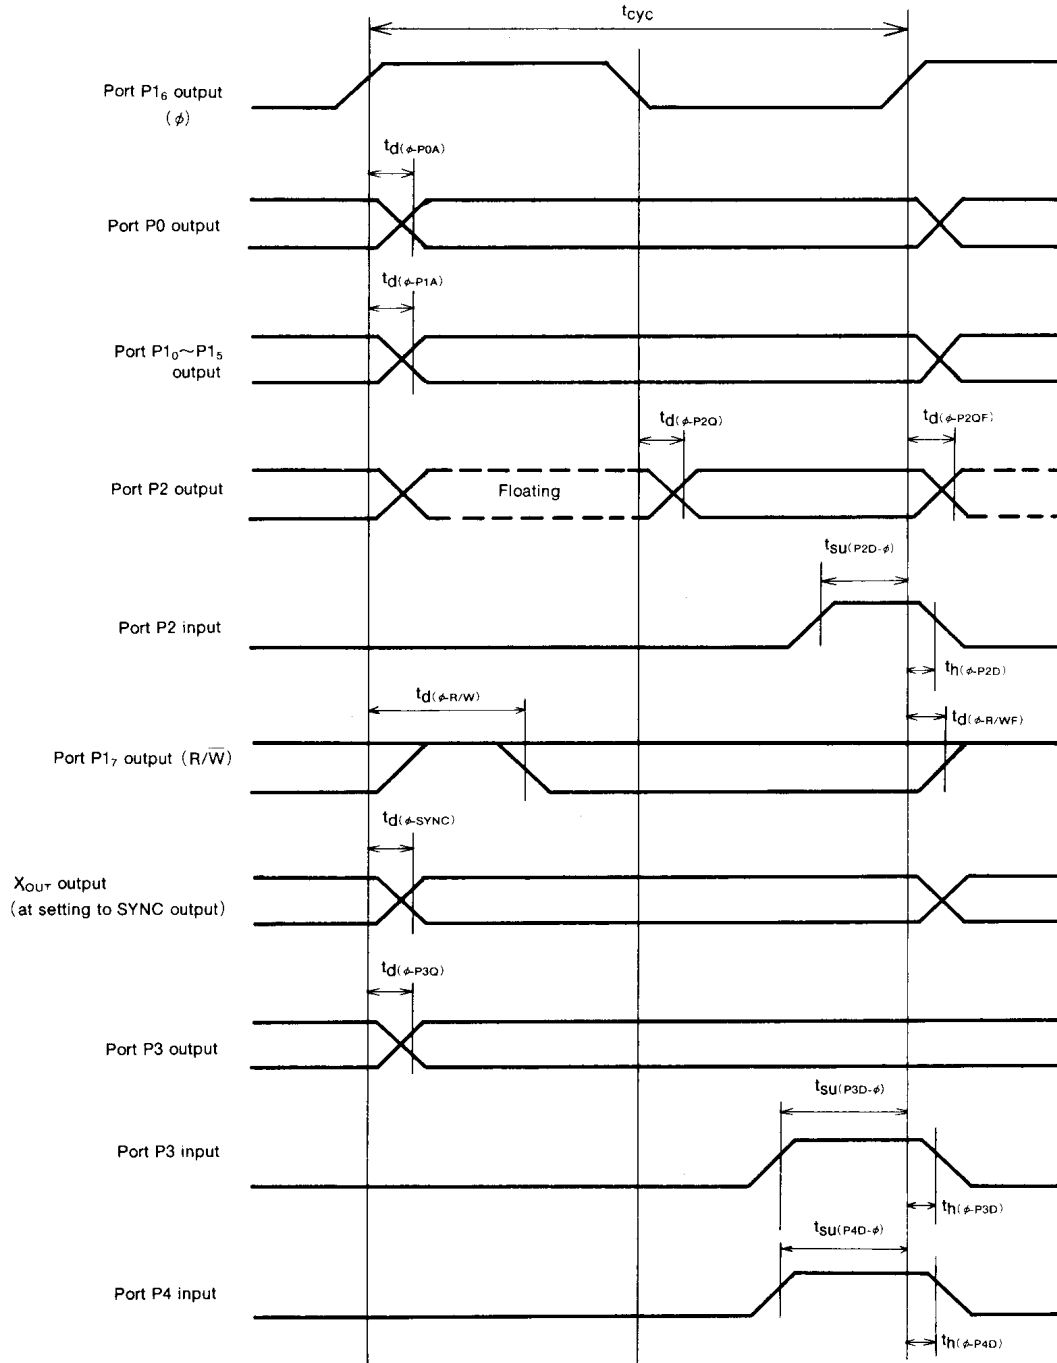 tcyc
Port P1₆ output
(ϕ)
td(ϕ-P0A)
Port P0 output
td(ϕ-P1A)
Port P1₀～P1₅
output
td(ϕ-P2Q)
td(ϕ-P2QF)
Port P2 output
Floating
tsu(P2D-ϕ)
Port P2 input
th(ϕ-P2D)
td(ϕ-R/W)
td(ϕ-R/WF)
Port P1₇ output (R/W̅)
td(ϕ-SYNC)
XOUT output
(at setting to SYNC output)
td(ϕ-P3Q)
Port P3 output
tsu(P3D-ϕ)
Port P3 input
th(ϕ-P3D)
tsu(P4D-ϕ)
Port P4 input
th(ϕ-P4D)